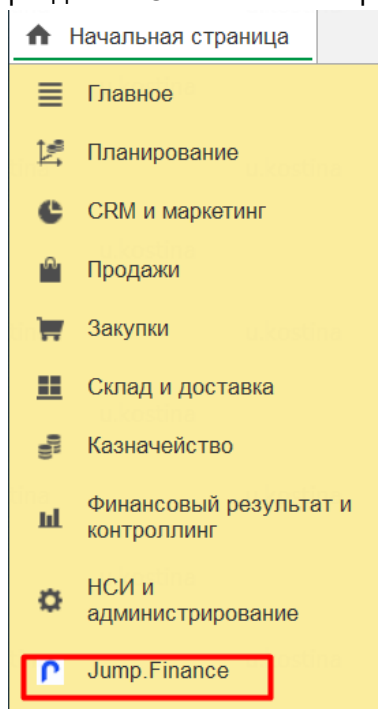 Начальная страница
Главное
Планирование
CRM и маркетинг
Продажи
Закупки
Склад и доставка
Казначейство
Финансовый результат и
контроллинг
НСИ и
администрирование
Jump.Finance